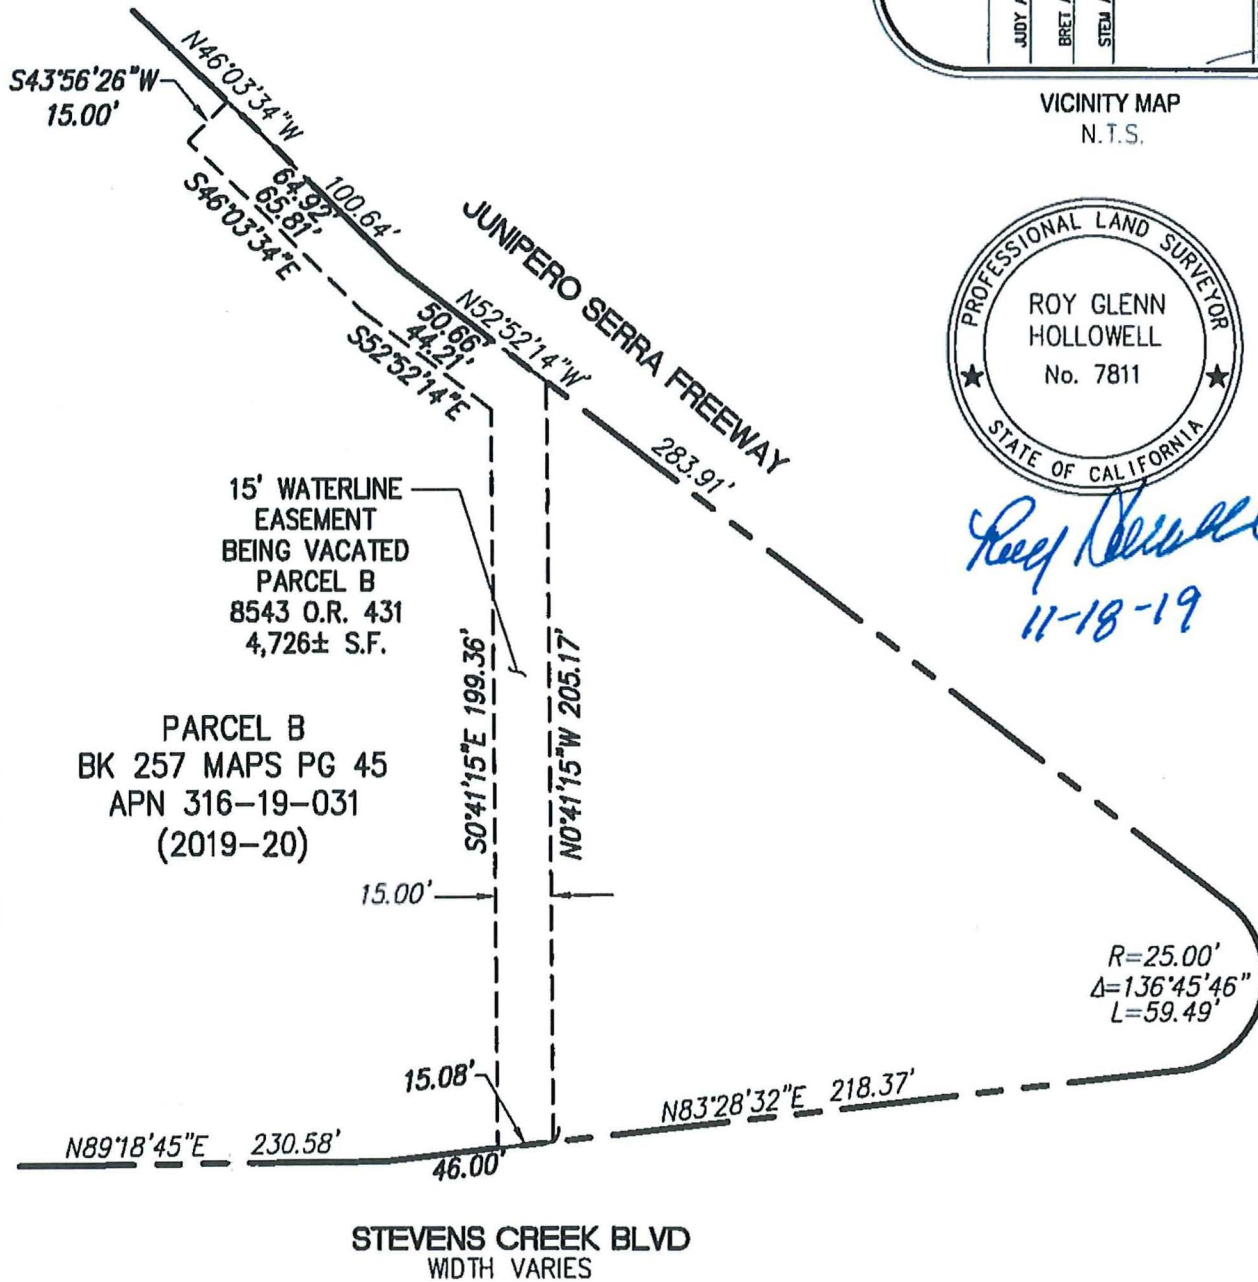 JUDY A
BRET A
STEM A
VICINITY MAP
N.T.S.
N46°03'34"W
S43°56'26"W
15.00'
64.92'
65.81'
100.64'
S46°03'34"E
JUNIPERO SERRA FREEWAY
N52°52'14"W
50.66'
44.21'
S52°52'14"E
283.91'
PROFESSIONAL LAND SURVEYOR
ROY GLENN
HOLLOWELL
No. 7811
STATE OF CALIFORNIA
11-18-19
15' WATERLINE
EASEMENT
BEING VACATED
PARCEL B
8543 O.R. 431
4,726± S.F.
PARCEL B
BK 257 MAPS PG 45
APN 316-19-031
(2019-20)
S0°41'15"E 199.36'
N0°41'15"W 205.17'
15.00'
R=25.00'
Δ=136°45'46"
L=59.49'
15.08'
N83°28'32"E 218.37'
N89°18'45"E 230.58'
46.00'
STEVENS CREEK BLVD
WIDTH VARIES